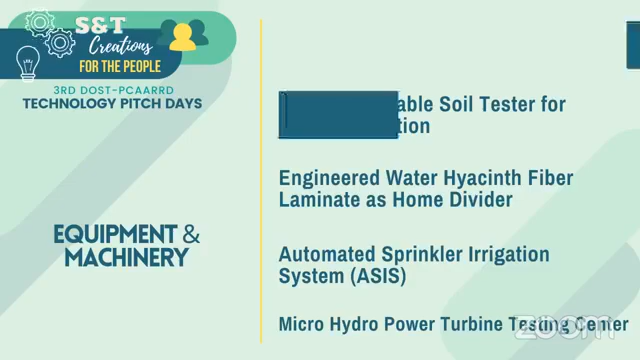 S&T
Creations
FOR THE PEOPLE
3RD DOST-PCAARRD
TECHNOLOGY PITCH DAYS
EQUIPMENT &
MACHINERY
able Soil Tester for
tion
Engineered Water Hyacinth Fiber
Laminate as Home Divider
Automated Sprinkler Irrigation
System (ASIS)
Micro Hydro Power Turbine Testing Center
zoom